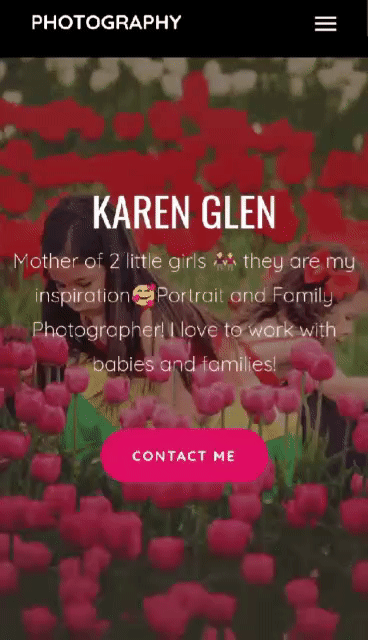 PHOTOGRAPHY
KAREN GLEN
Mother of 2 little girls 👭 they are my
inspiration🥰Portrait and Family
Photographer! I love to work with
babies and families!
CONTACT ME